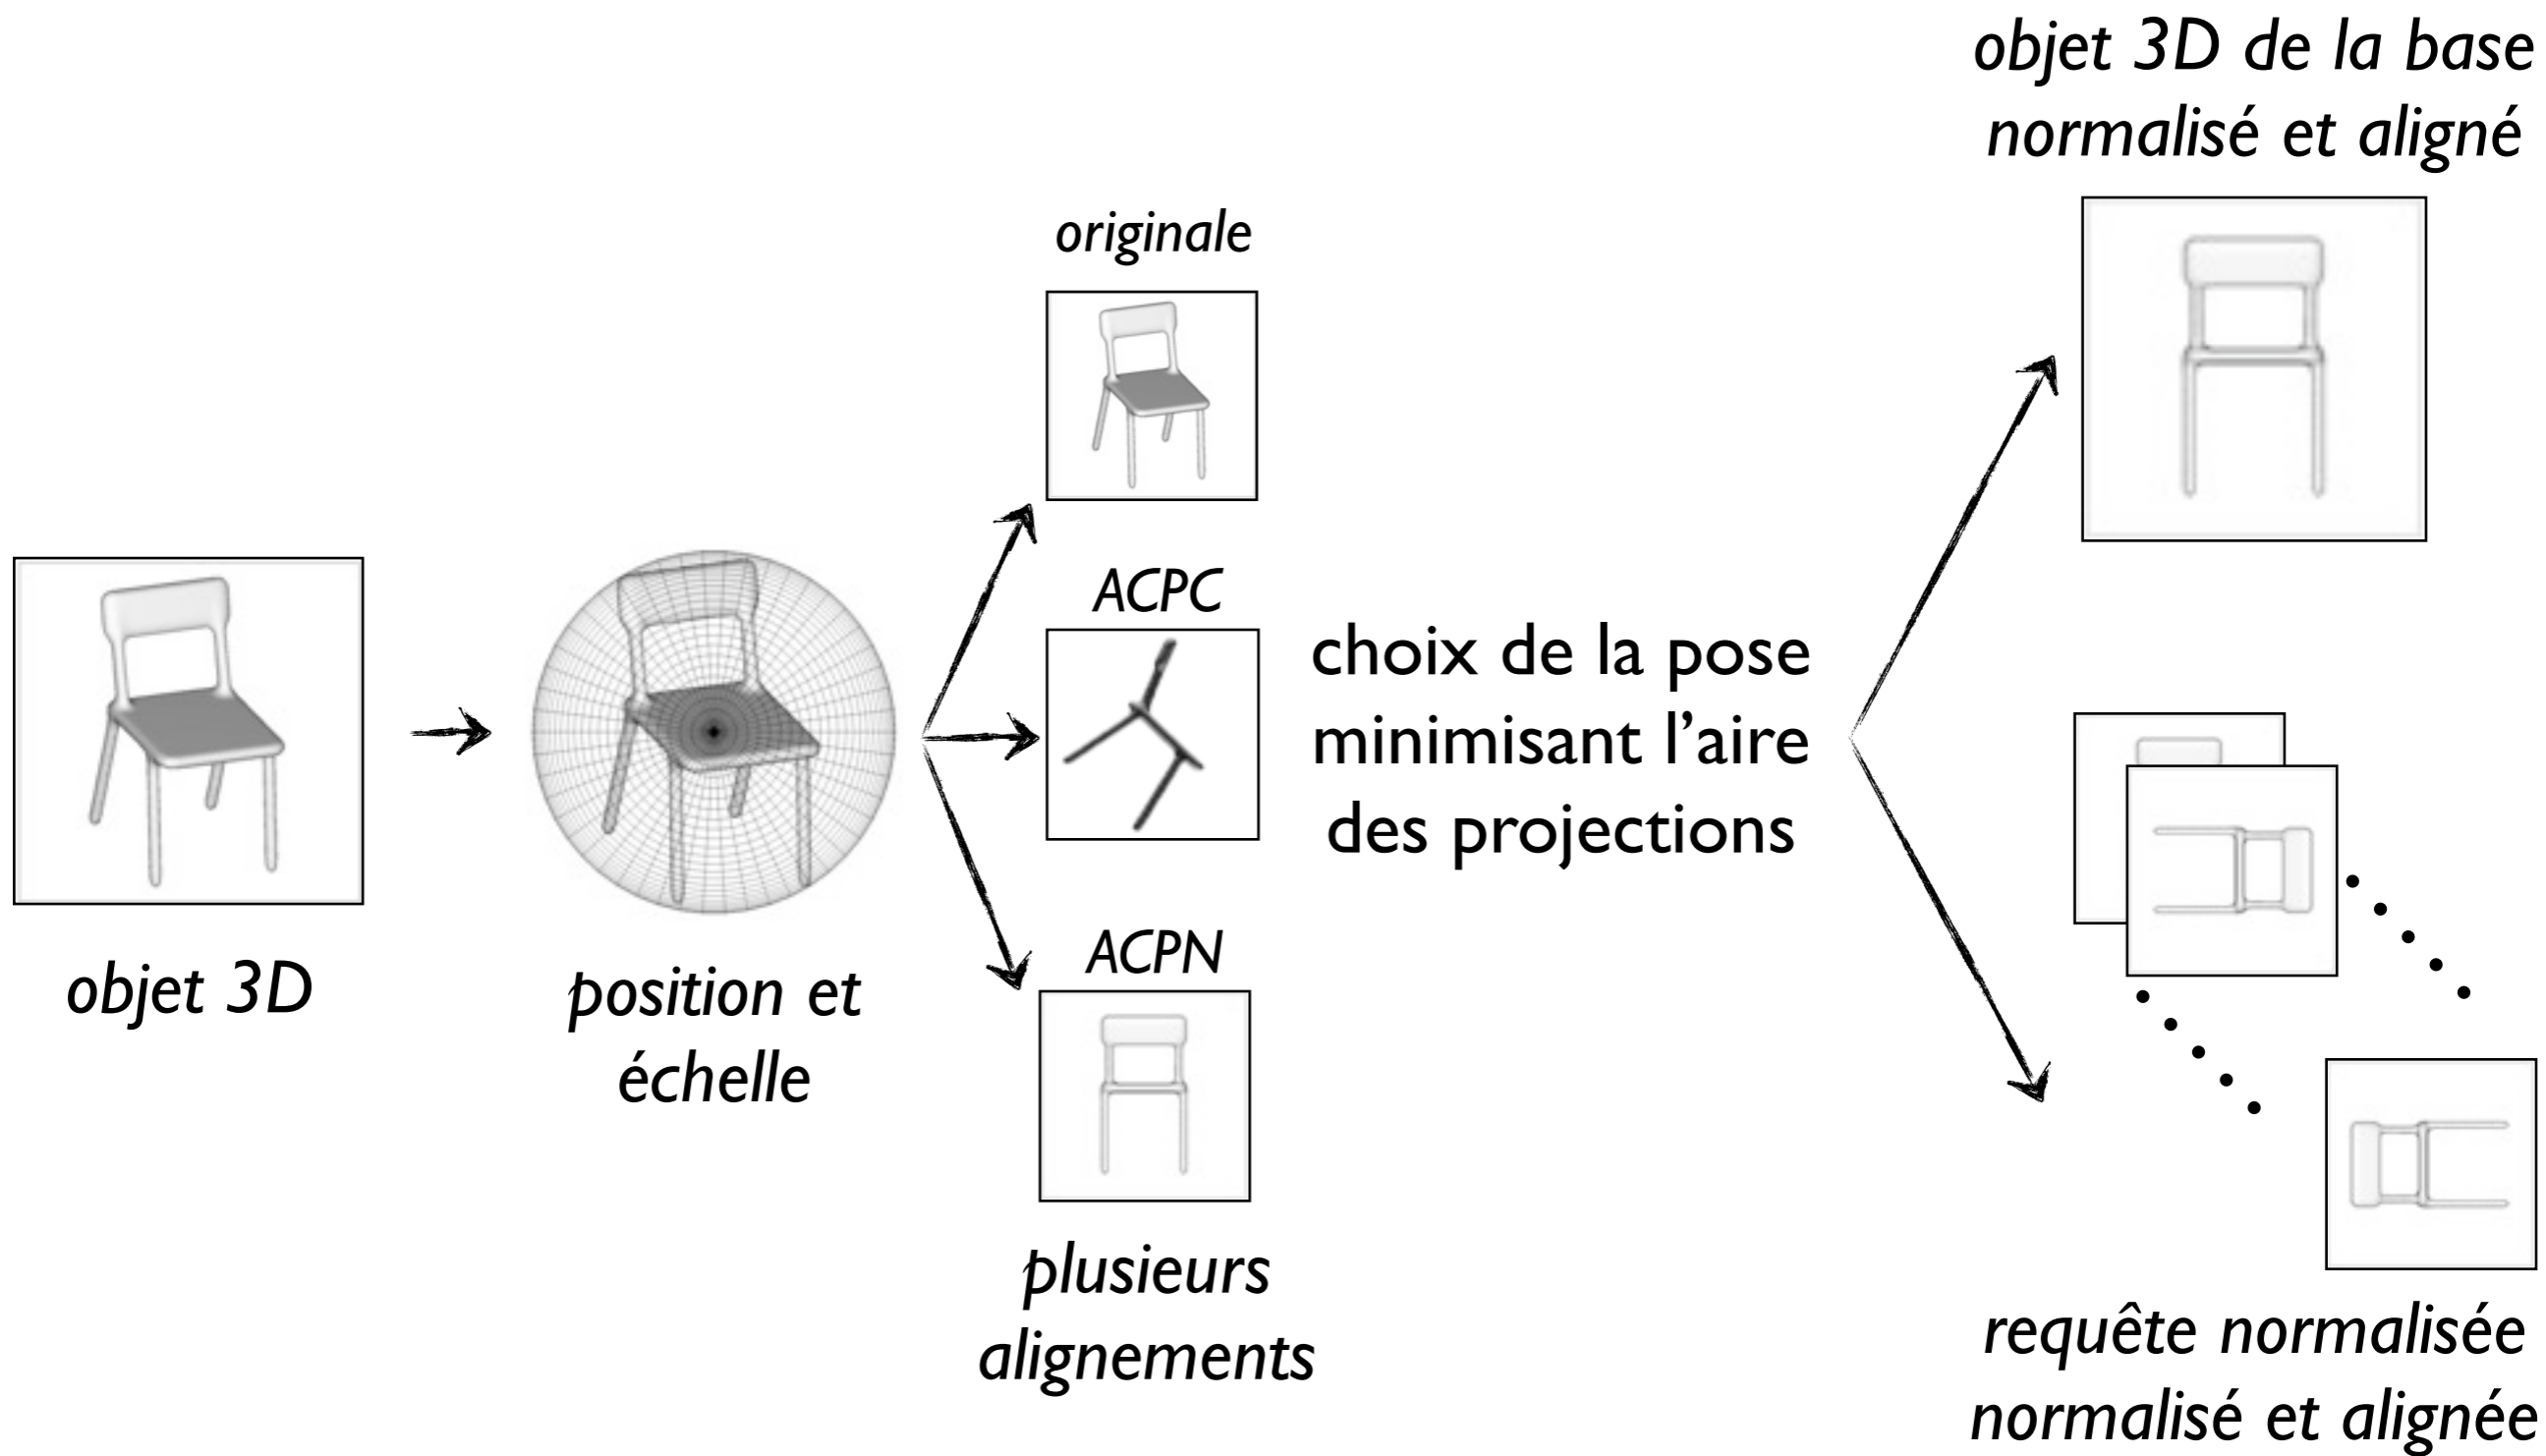 objet 3D
position et
échelle
originale
ACPC
ACPN
plusieurs
alignements
choix de la pose
minimisant l’aire
des projections
objet 3D de la base
normalisé et aligné
requête normalisée
normalisé et alignée